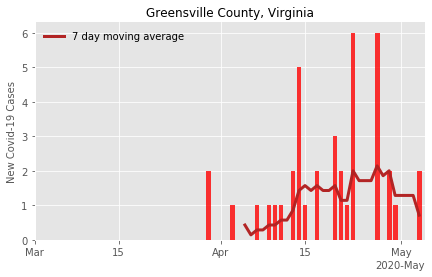 Greensville County, Virginia
7 day moving average
New Covid-19 Cases
6
5
4
3
2
1
0
Mar 15 Apr 15 May
2020-May